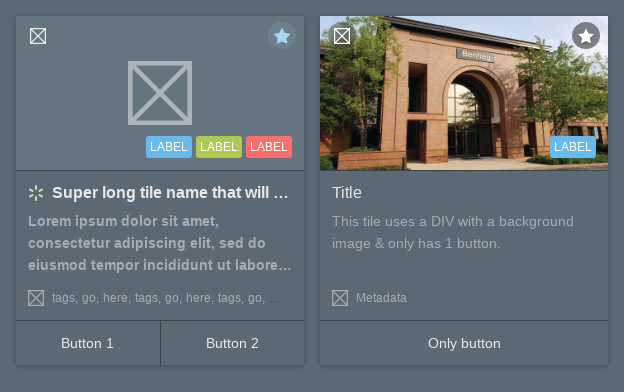 LABEL LABEL LABEL
Super long tile name that will ...
Lorem ipsum dolor sit amet,
consectetur adipiscing elit, sed do
eiusmod tempor incididunt ut labore...
tags, go, here, tags, go, here, tags, go, ...
Button 1 Button 2
Bentley
LABEL
Title
This tile uses a DIV with a background
image & only has 1 button.
Metadata
Only button